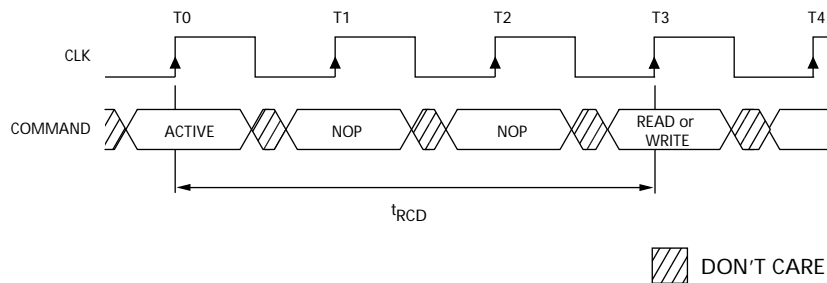 T0 T1 T2 T3 T4
CLK
COMMAND ACTIVE NOP NOP READ or
WRITE
tRCD
DON'T CARE